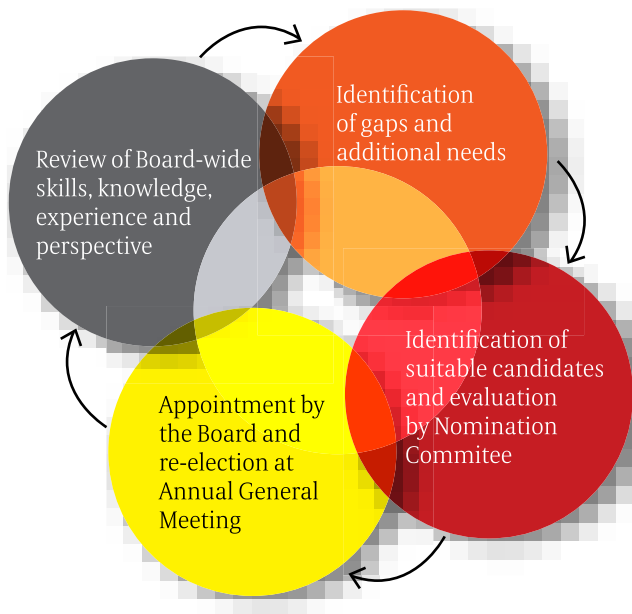 Review of Board-wide
skills, knowledge,
experience and
perspective
Identification
of gaps and
additional needs
Identification of
suitable candidates
and evaluation
by Nomination
Commitee
Appointment by
the Board and
re-election at
Annual General
Meeting